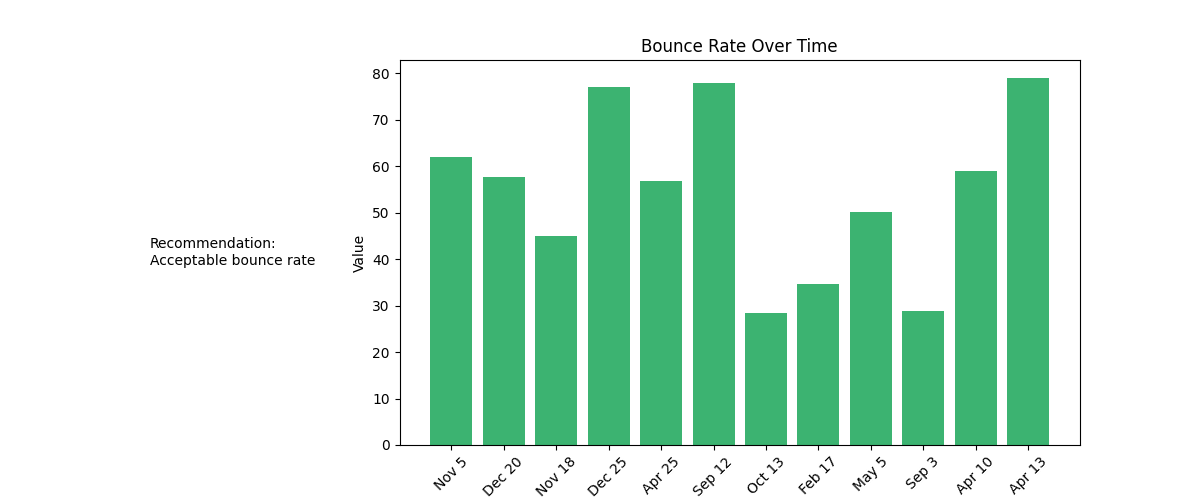 Bounce Rate Over Time
Recommendation:
Acceptable bounce rate
Value
80
70
60
50
40
30
20
10
0
Nov 5
Dec 20
Nov 18
Dec 25
Apr 25
Sep 12
Oct 13
Feb 17
May 5
Sep 3
Apr 10
Apr 13